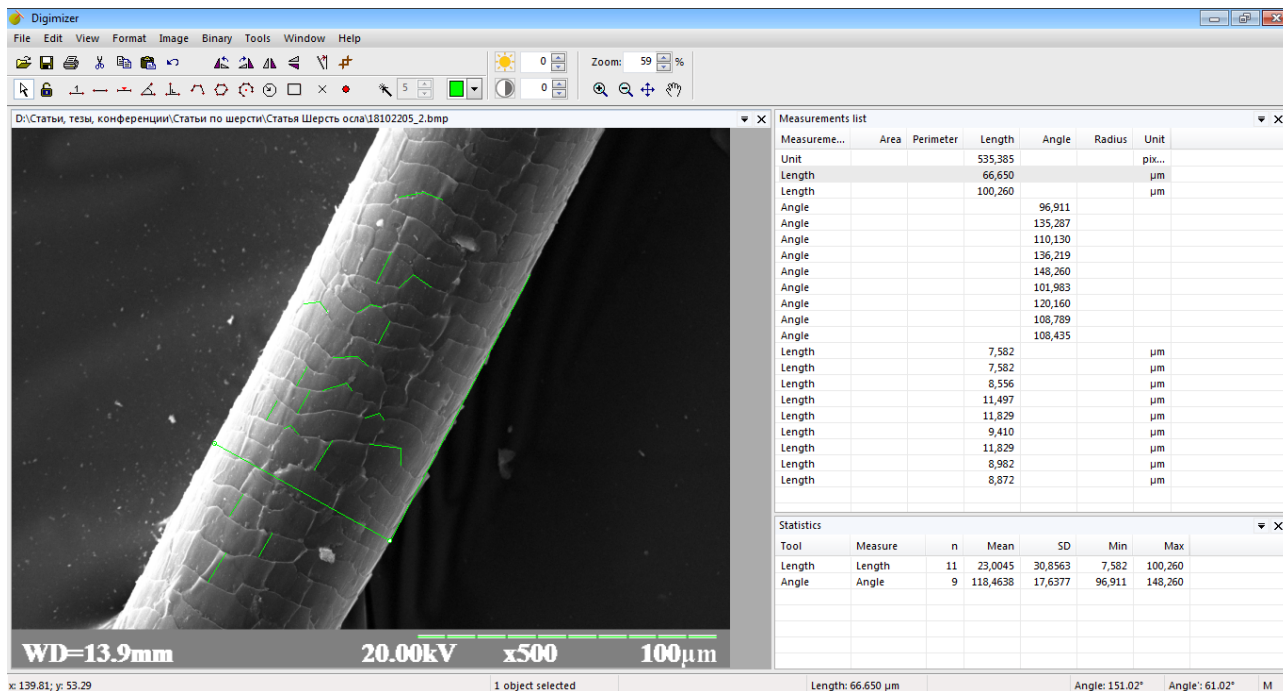 Digimizer
File Edit View Format Image Binary Tools Window Help
0 Zoom: 59 %
5 0
D:\Статьи, тезы, конференции\Статьи по шерсти\Статья Шерсть осла\18102205_2.bmp
WD=13.9mm 20.00kV x500 100µm
Measurements list
Measureme... Area Perimeter Length Angle Radius Unit
Unit 535,385 pix...
Length 66,650 µm
Length 100,260 µm
Angle 96,911
Angle 135,287
Angle 110,130
Angle 136,219
Angle 148,260
Angle 101,983
Angle 120,160
Angle 108,789
Angle 108,435
Length 7,582 µm
Length 7,582 µm
Length 8,556 µm
Length 11,497 µm
Length 11,829 µm
Length 9,410 µm
Length 11,829 µm
Length 8,982 µm
Length 8,872 µm
Statistics
Tool Measure n Mean SD Min Max
Length Length 11 23,0045 30,8563 7,582 100,260
Angle Angle 9 118,4638 17,6377 96,911 148,260
x: 139.81; y: 53.29 1 object selected Length: 66.650 µm Angle: 151.02° Angle': 61.02° M